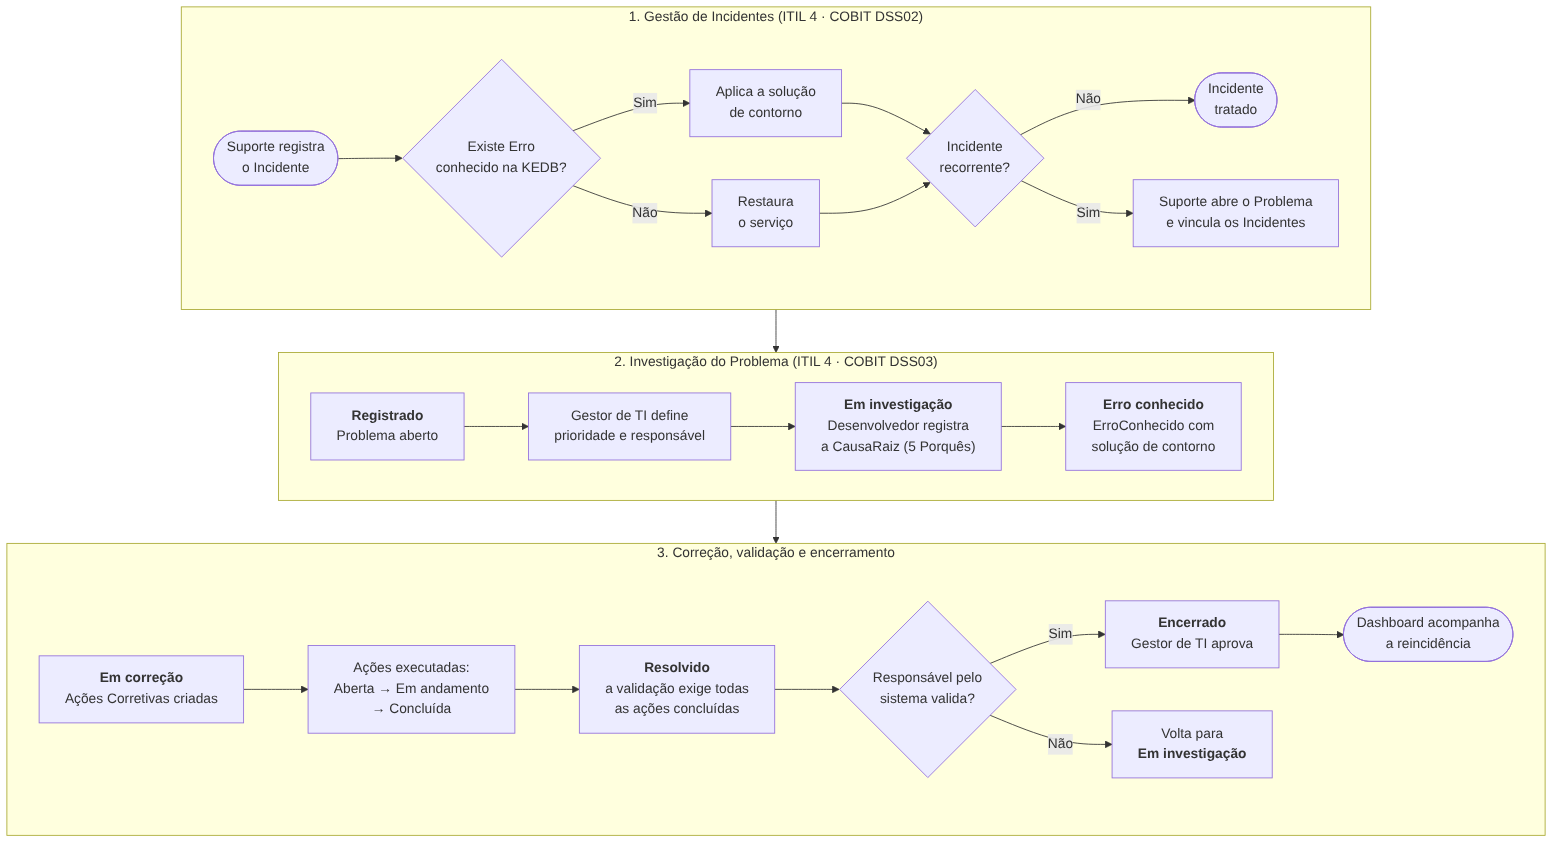 1. Gestão de Incidentes (ITIL 4 · COBIT DSS02)
Suporte registra
o Incidente
Existe Erro
conhecido na KEDB?
Sim
Aplica a solução
de contorno
Não
Restaura
o serviço
Incidente
recorrente?
Não
Incidente
tratado
Sim
Suporte abre o Problema
e vincula os Incidentes
2. Investigação do Problema (ITIL 4 · COBIT DSS03)
Registrado
Problema aberto
Gestor de TI define
prioridade e responsável
Em investigação
Desenvolvedor registra
a CausaRaiz (5 Porquês)
Erro conhecido
ErroConhecido com
solução de contorno
3. Correção, validação e encerramento
Em correção
Ações Corretivas criadas
Ações executadas:
Aberta → Em andamento
→ Concluída
Resolvido
a validação exige todas
as ações concluídas
Responsável pelo
sistema valida?
Sim
Encerrado
Gestor de TI aprova
Dashboard acompanha
a reincidência
Não
Volta para
Em investigação